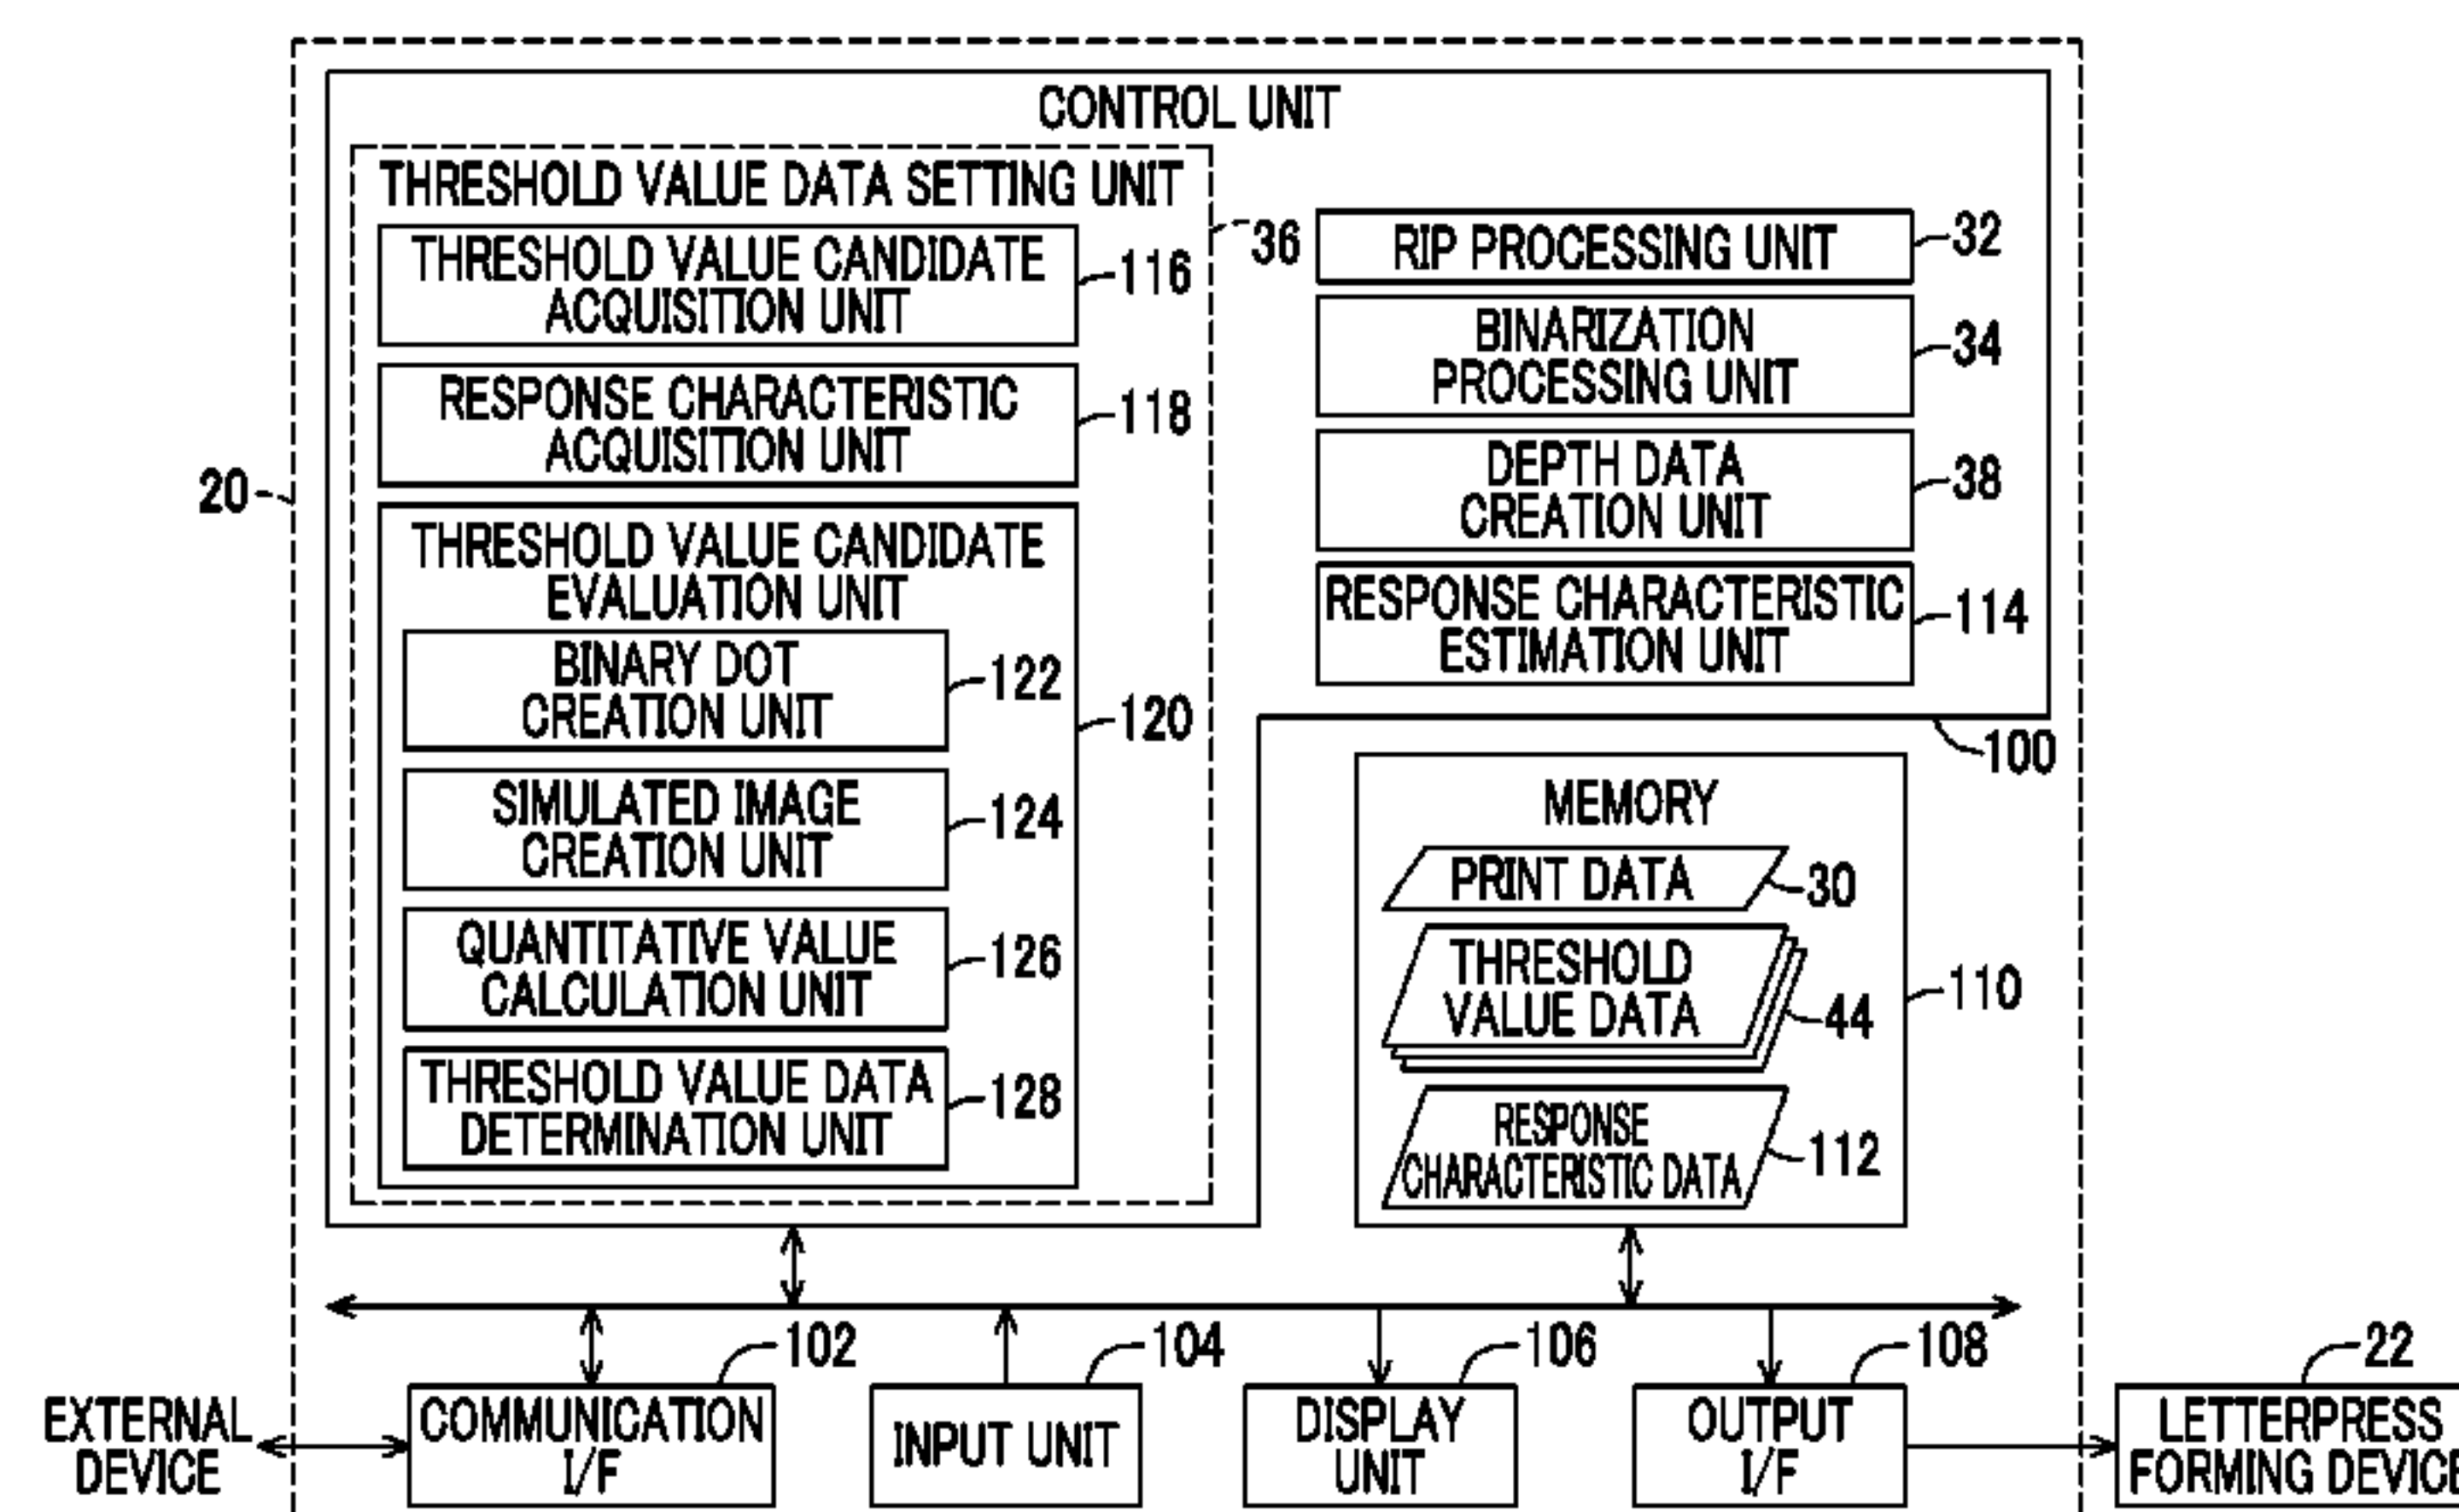 CONTROL UNIT
THRESHOLD VALUE DATA SETTING UNIT
36
THRESHOLD VALUE CANDIDATE
ACQUISITION UNIT
116
RESPONSE CHARACTERISTIC
ACQUISITION UNIT
118
20
THRESHOLD VALUE CANDIDATE
EVALUATION UNIT
120
BINARY DOT
CREATION UNIT
122
SIMULATED IMAGE
CREATION UNIT
124
QUANTITATIVE VALUE
CALCULATION UNIT
126
THRESHOLD VALUE DATA
DETERMINATION UNIT
128
RIP PROCESSING UNIT
32
BINARIZATION
PROCESSING UNIT
34
DEPTH DATA
CREATION UNIT
38
RESPONSE CHARACTERISTIC
ESTIMATION UNIT
114
100
MEMORY
PRINT DATA
30
THRESHOLD
VALUE DATA
44
110
RESPONSE
CHARACTERISTIC DATA
112
EXTERNAL
DEVICE
102
COMMUNICATION
I/F
104
INPUT UNIT
106
DISPLAY
UNIT
108
OUTPUT
I/F
22
LETTERPRESS
FORMING DEVICE